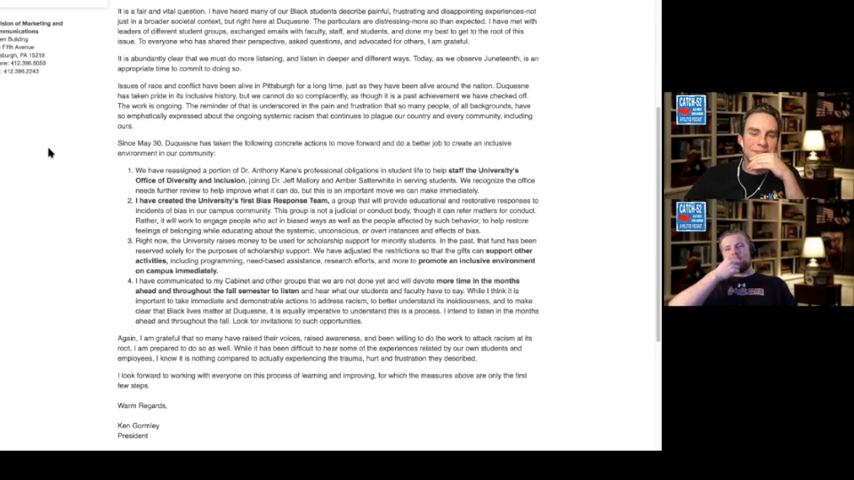 ision of Marketing and
mmunications
en Building
Fifth Avenue
sburgh, PA 15219
ne: 412.396.6050
: 412.396.2243
It is a fair and vital question. I have heard many of our Black students describe painful, frustrating and disappointing experiences-not
just in a broader societal context, but right here at Duquesne. The particulars are distressing-more so than expected. I have met with
leaders of different student groups, exchanged emails with faculty, staff, and students, and done my best to get to the root of this
issue. To everyone who has shared their perspective, asked questions, and advocated for others, I am grateful.
It is abundantly clear that we must do more listening, and listen in deeper and different ways. Today, as we observe Juneteenth, is an
appropriate time to commit to doing so.
Issues of race and conflict have been alive in Pittsburgh for a long time, just as they have been alive around the nation. Duquesne
has taken pride in its inclusive history, but we cannot do so complacently, as though it is a past achievement we have checked off.
The work is ongoing. The reminder of that is underscored in the pain and frustration that so many people, of all backgrounds, have
so emphatically expressed about the ongoing systemic racism that continues to plague our country and every community, including
ours.
Since May 30, Duquesne has taken the following concrete actions to move forward and do a better job to create an inclusive
environment in our community:
1. We have reassigned a portion of Dr. Anthony Kane's professional obligations in student life to help staff the University's
Office of Diversity and Inclusion, joining Dr. Jeff Mallory and Amber Satterwhite in serving students. We recognize the office
needs further review to help improve what it can do, but this is an important move we can make immediately.
2. I have created the University's first Bias Response Team, a group that will provide educational and restorative responses to
incidents of bias in our campus community. This group is not a judicial or conduct body, though it can refer matters for conduct.
Rather, it will work to engage people who act in biased ways as well as the people affected by such behavior, to help restore
feelings of belonging while educating about the systemic, unconscious, or overt instances and effects of bias.
3. Right now, the University raises money to be used for scholarship support for minority students. In the past, that fund has been
reserved solely for the purposes of scholarship support. We have adjusted the restrictions so that the gifts can support other
activities, including programming, need-based assistance, research efforts, and more to promote an inclusive environment
on campus immediately.
4. I have communicated to my Cabinet and other groups that we are not done yet and will devote more time in the months
ahead and throughout the fall semester to listen and hear what our students and faculty have to say. While I think it is
important to take immediate and demonstrable actions to address racism, to better understand its insidiousness, and to make
clear that Black lives matter at Duquesne, it is equally imperative to understand this is a process. I intend to listen in the months
ahead and throughout the fall. Look for invitations to such opportunities.
Again, I am grateful that so many have raised their voices, raised awareness, and been willing to do the work to attack racism at its
root. I am prepared to do so as well. While it has been difficult to hear some of the experiences related by our own students and
employees, I know it is nothing compared to actually experiencing the trauma, hurt and frustration they described.
I look forward to working with everyone on this process of learning and improving, for which the measures above are only the first
few steps.
Warm Regards,
Ken Gormley
President
CATCH-52
CATCH-52